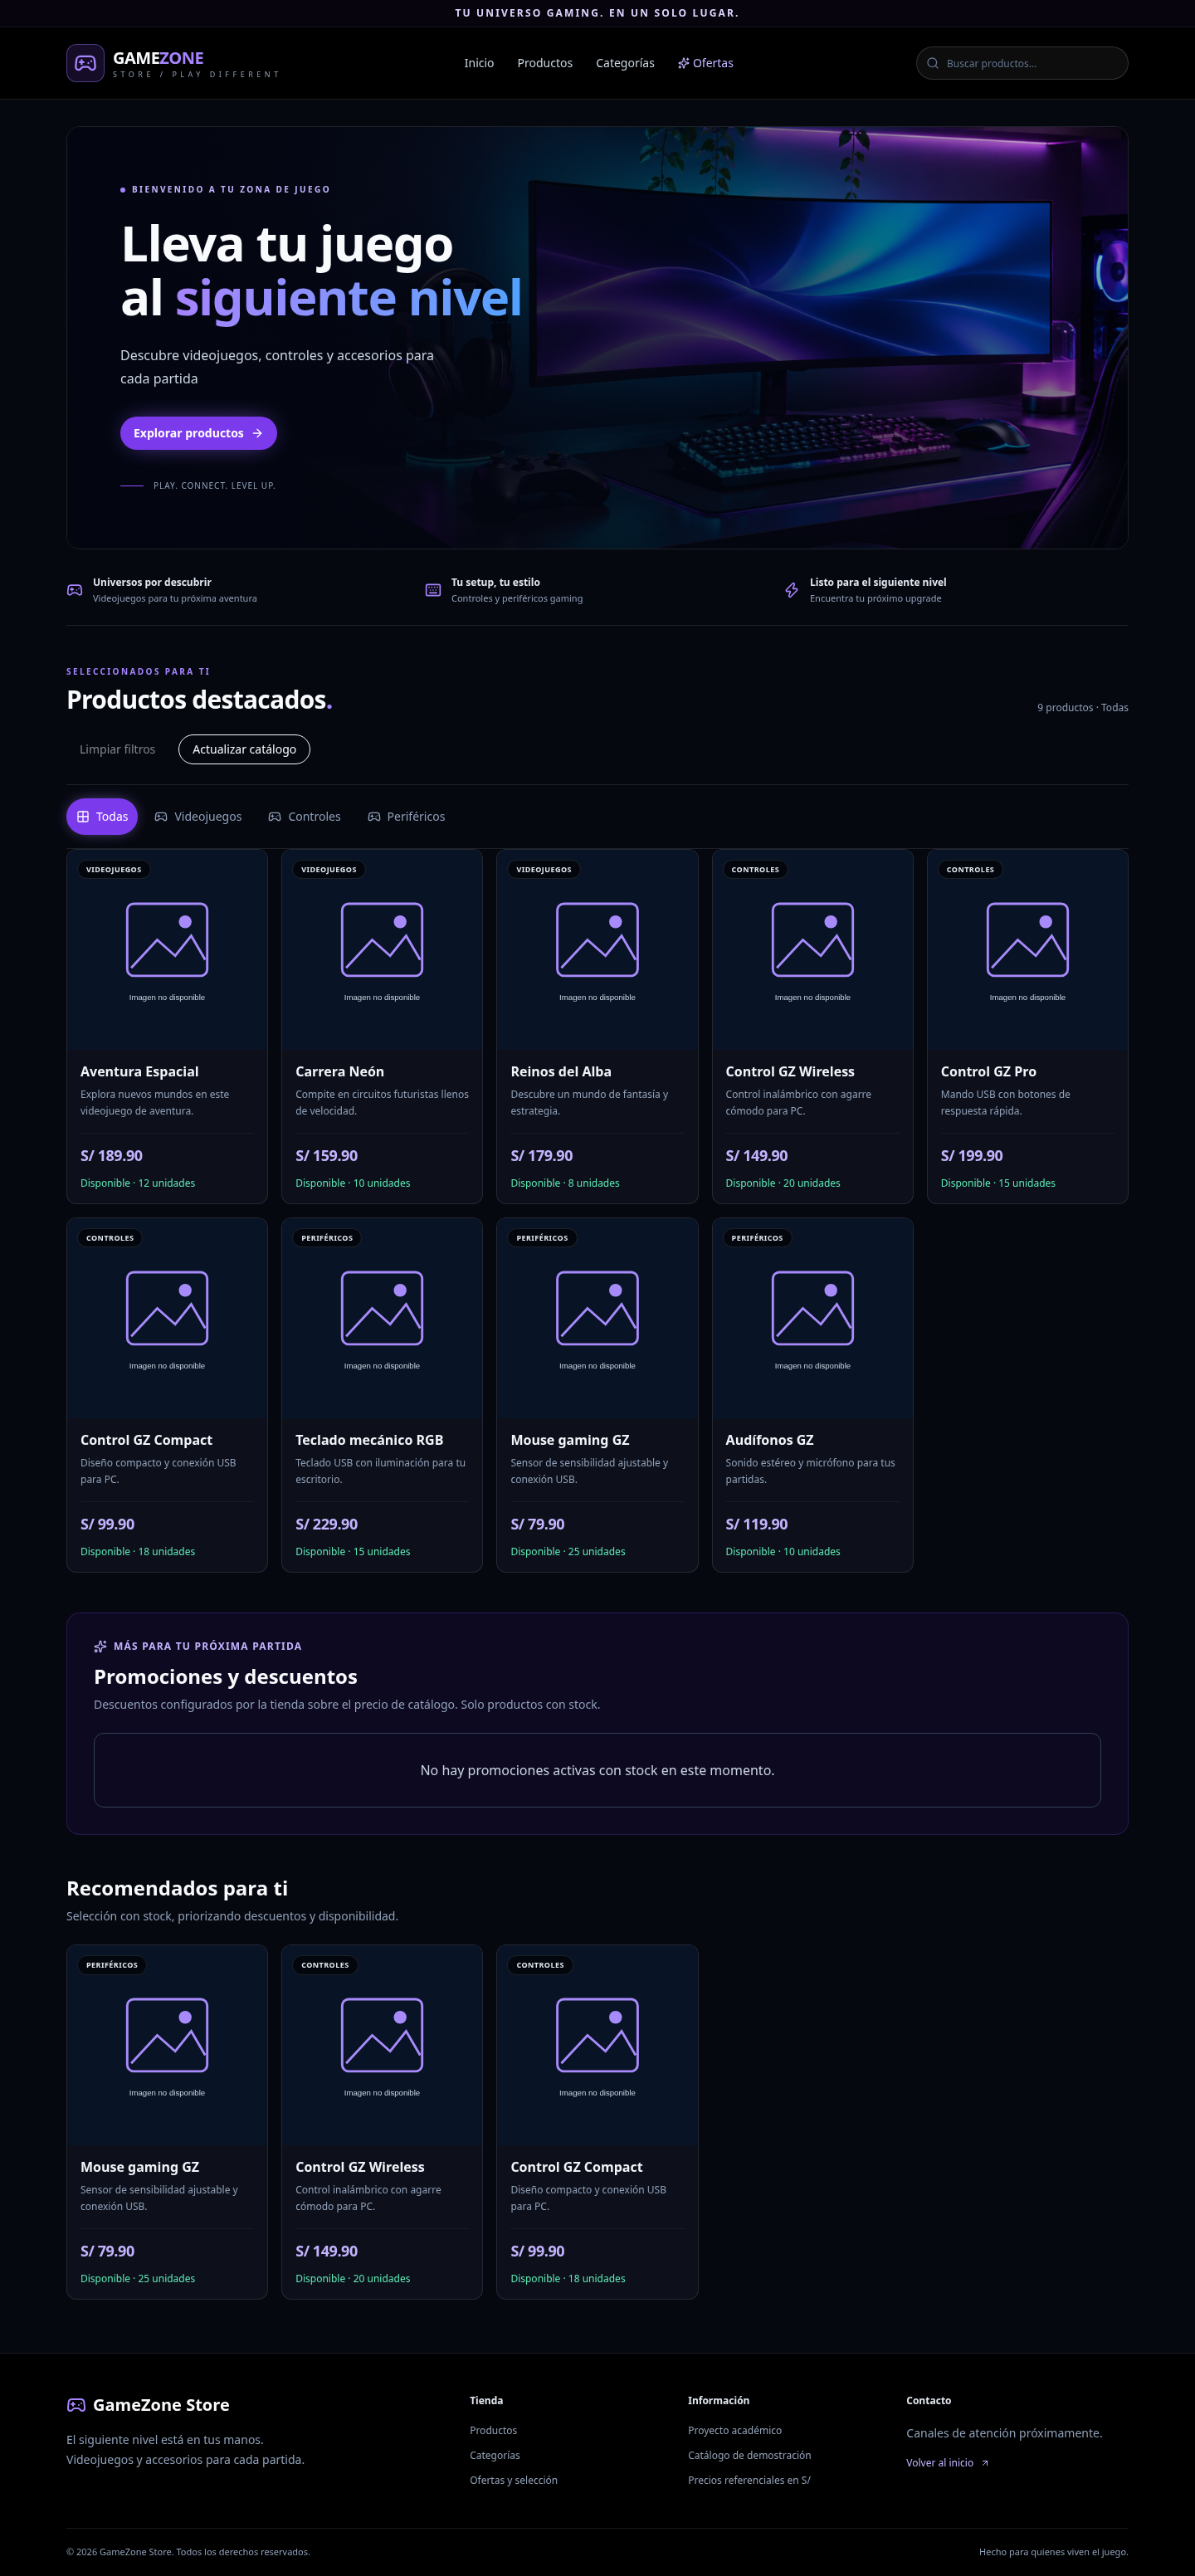 TU UNIVERSO GAMING. EN UN SOLO LUGAR.
GAMEZONE
STORE / PLAY DIFFERENT
Inicio
Productos
Categorías
Ofertas
Buscar productos...
BIENVENIDO A TU ZONA DE JUEGO
Lleva tu juego
al siguiente nivel
Descubre videojuegos, controles y accesorios para
cada partida
Explorar productos
PLAY. CONNECT. LEVEL UP.
Universos por descubrir
Videojuegos para tu próxima aventura
Tu setup, tu estilo
Controles y periféricos gaming
Listo para el siguiente nivel
Encuentra tu próximo upgrade
SELECCIONADOS PARA TI
Productos destacados.
9 productos · Todas
Limpiar filtros
Actualizar catálogo
Todas
Videojuegos
Controles
Periféricos
VIDEOJUEGOS
Imagen no disponible
Aventura Espacial
Explora nuevos mundos en este
videojuego de aventura.
S/ 189.90
Disponible · 12 unidades
VIDEOJUEGOS
Imagen no disponible
Carrera Neón
Compite en circuitos futuristas llenos
de velocidad.
S/ 159.90
Disponible · 10 unidades
VIDEOJUEGOS
Imagen no disponible
Reinos del Alba
Descubre un mundo de fantasía y
estrategia.
S/ 179.90
Disponible · 8 unidades
CONTROLES
Imagen no disponible
Control GZ Wireless
Control inalámbrico con agarre
cómodo para PC.
S/ 149.90
Disponible · 20 unidades
CONTROLES
Imagen no disponible
Control GZ Pro
Mando USB con botones de
respuesta rápida.
S/ 199.90
Disponible · 15 unidades
CONTROLES
Imagen no disponible
Control GZ Compact
Diseño compacto y conexión USB
para PC.
S/ 99.90
Disponible · 18 unidades
PERIFÉRICOS
Imagen no disponible
Teclado mecánico RGB
Teclado USB con iluminación para tu
escritorio.
S/ 229.90
Disponible · 15 unidades
PERIFÉRICOS
Imagen no disponible
Mouse gaming GZ
Sensor de sensibilidad ajustable y
conexión USB.
S/ 79.90
Disponible · 25 unidades
PERIFÉRICOS
Imagen no disponible
Audífonos GZ
Sonido estéreo y micrófono para tus
partidas.
S/ 119.90
Disponible · 10 unidades
MÁS PARA TU PRÓXIMA PARTIDA
Promociones y descuentos
Descuentos configurados por la tienda sobre el precio de catálogo. Solo productos con stock.
No hay promociones activas con stock en este momento.
Recomendados para ti
Selección con stock, priorizando descuentos y disponibilidad.
PERIFÉRICOS
Imagen no disponible
Mouse gaming GZ
Sensor de sensibilidad ajustable y
conexión USB.
S/ 79.90
Disponible · 25 unidades
CONTROLES
Imagen no disponible
Control GZ Wireless
Control inalámbrico con agarre
cómodo para PC.
S/ 149.90
Disponible · 20 unidades
CONTROLES
Imagen no disponible
Control GZ Compact
Diseño compacto y conexión USB
para PC.
S/ 99.90
Disponible · 18 unidades
GameZone Store
El siguiente nivel está en tus manos.
Videojuegos y accesorios para cada partida.
Tienda
Productos
Categorías
Ofertas y selección
Información
Proyecto académico
Catálogo de demostración
Precios referenciales en S/
Contacto
Canales de atención próximamente.
Volver al inicio
© 2026 GameZone Store. Todos los derechos reservados.
Hecho para quienes viven el juego.